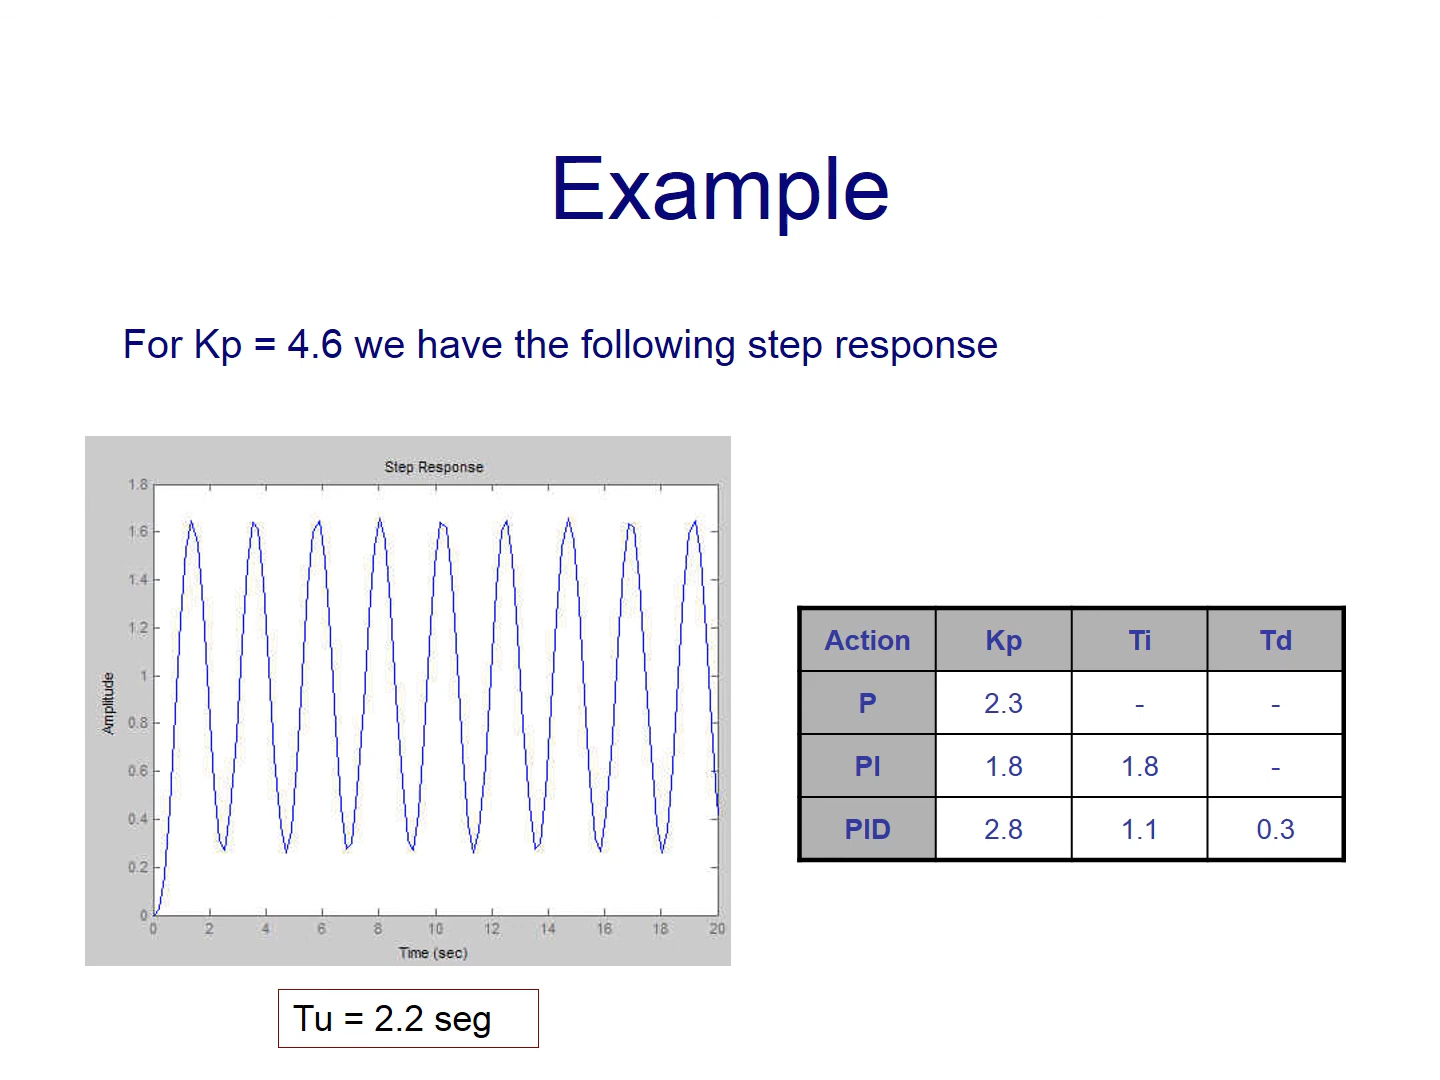 Example
For Kp = 4.6 we have the following step response
Step Response
1.8
1.6
1.4
1.2
1
0.8
0.6
0.4
0.2
0
Amplitude
0 2 4 6 8 10 12 14 16 18 20
Time (sec)
Tu = 2.2 seg
Action Kp Ti Td
P 2.3 - -
PI 1.8 1.8 -
PID 2.8 1.1 0.3